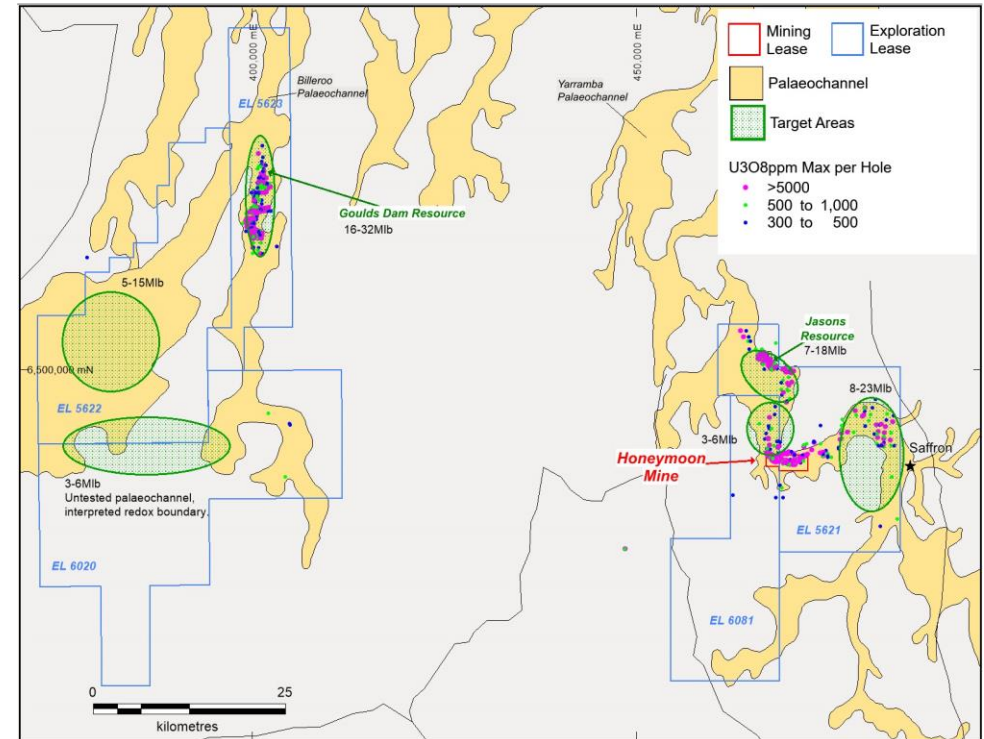 400,000 mE
450,000 mE
Mining
Lease
Exploration
Lease
Palaeochannel
Target Areas
U3O8ppm Max per Hole
>5000
500 to 1,000
300 to 500
Billeroo
Palaeochannel
EL 5623
Yarramba
Palaeochannel
Goulds Dam Resource
16-32Mlb
5-15Mlb
6,500,000 mN
EL 5622
3-6Mlb
Untested palaeochannel,
interpreted redox boundary.
EL 6020
Jasons
Resource
7-18Mlb
8-23Mlb
3-6Mlb
Saffron
Honeymoon
Mine
EL 5621
EL 6081
0 25
kilometres